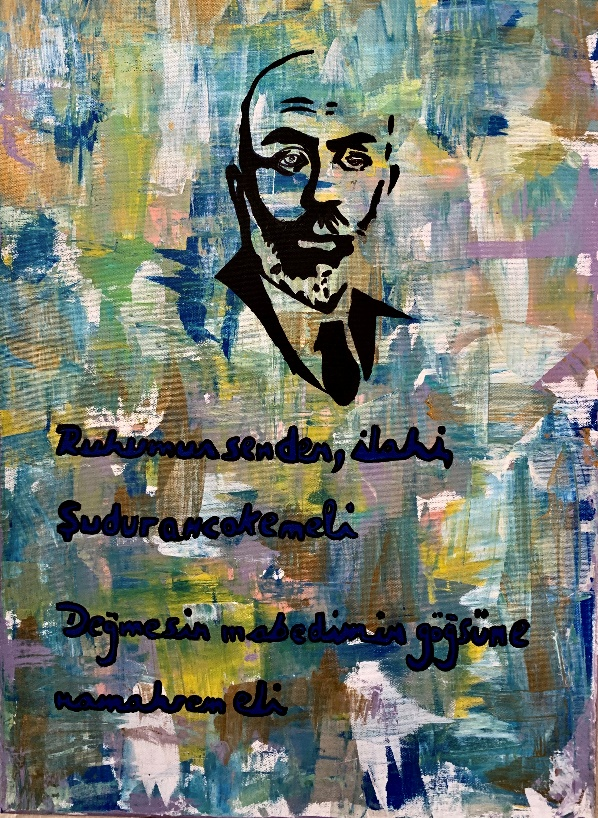 Ruhumun senden, ilahi,
Şudur ancak emeli
Değmesin mabedimin göğsüne
namahrem eli